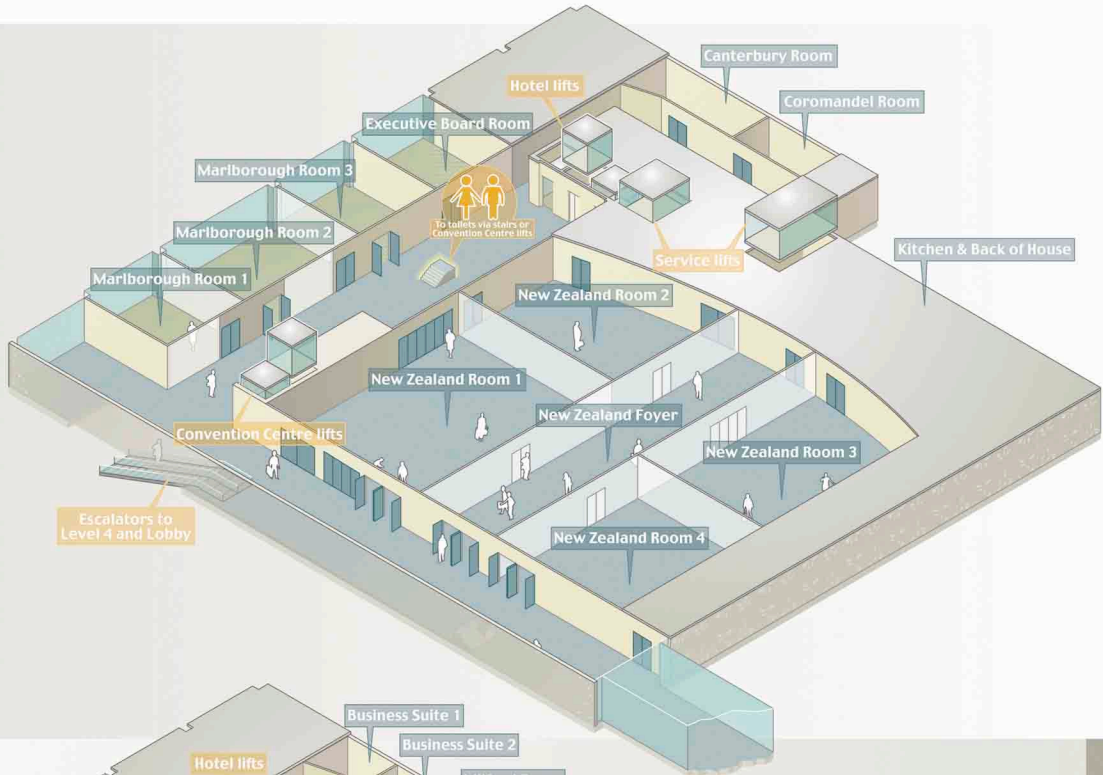 Canterbury Room
Hotel lifts
Coromandel Room
Executive Board Room
Marlborough Room 3
To toilets via stairs or
Convention Centre lifts
Marlborough Room 2
Service lifts
Kitchen & Back of House
Marlborough Room 1
New Zealand Room 2
New Zealand Room 1
New Zealand Foyer
Convention Centre lifts
New Zealand Room 3
Escalators to
Level 4 and Lobby
New Zealand Room 4
Business Suite 1
Business Suite 2
Hotel lifts